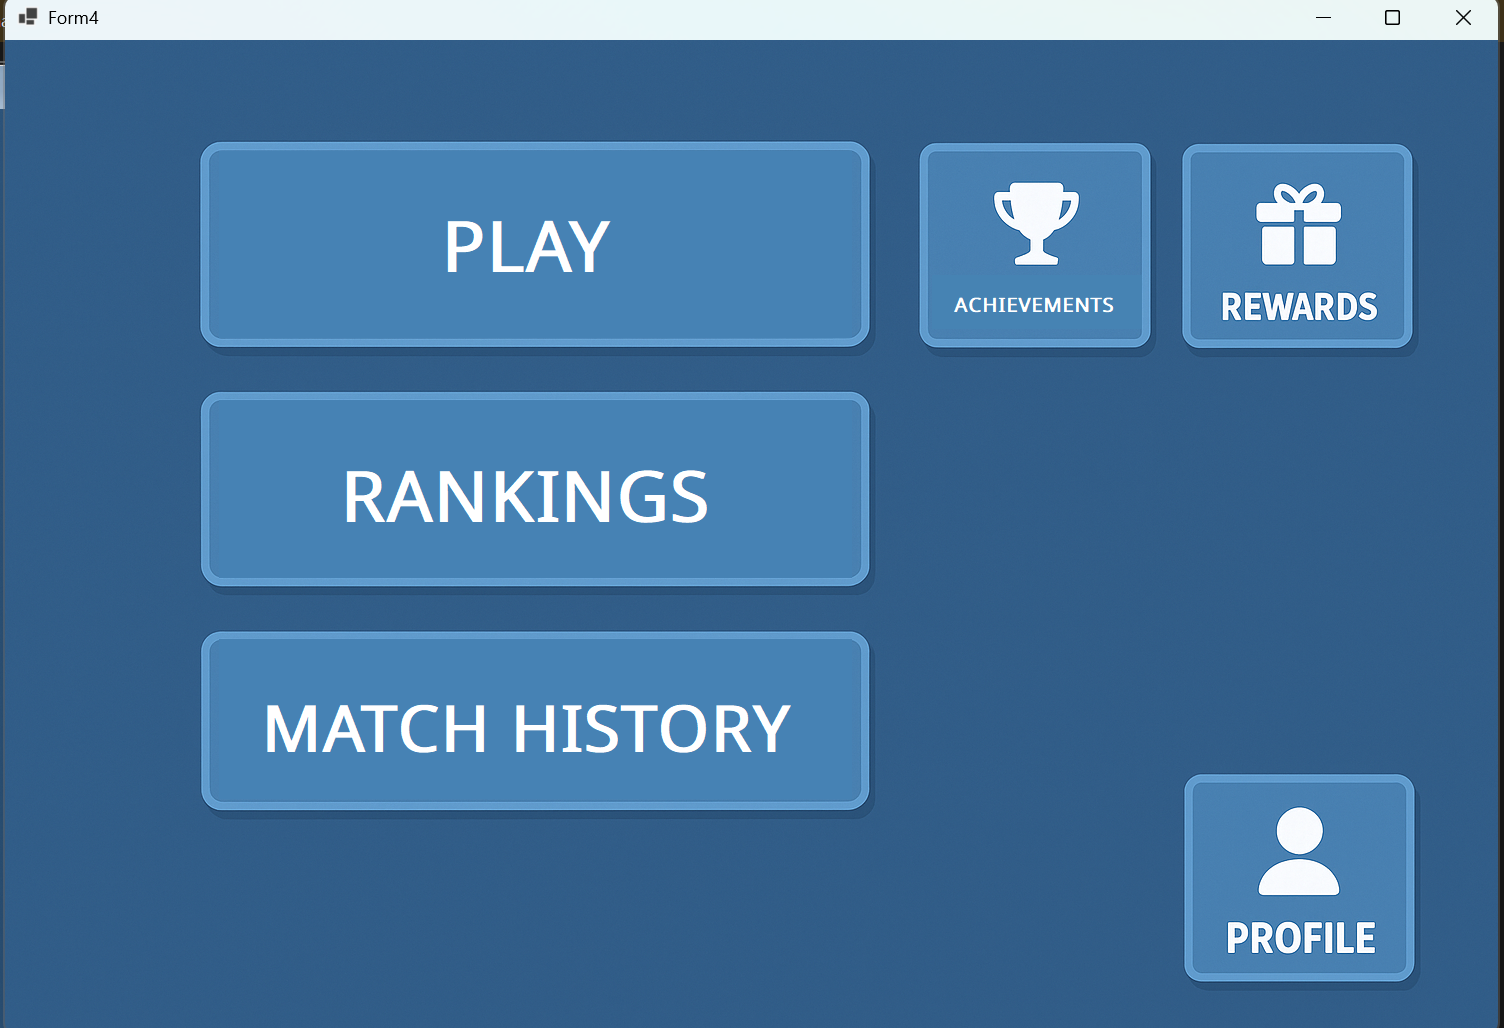 Form4
PLAY
ACHIEVEMENTS
REWARDS
RANKINGS
MATCH HISTORY
PROFILE